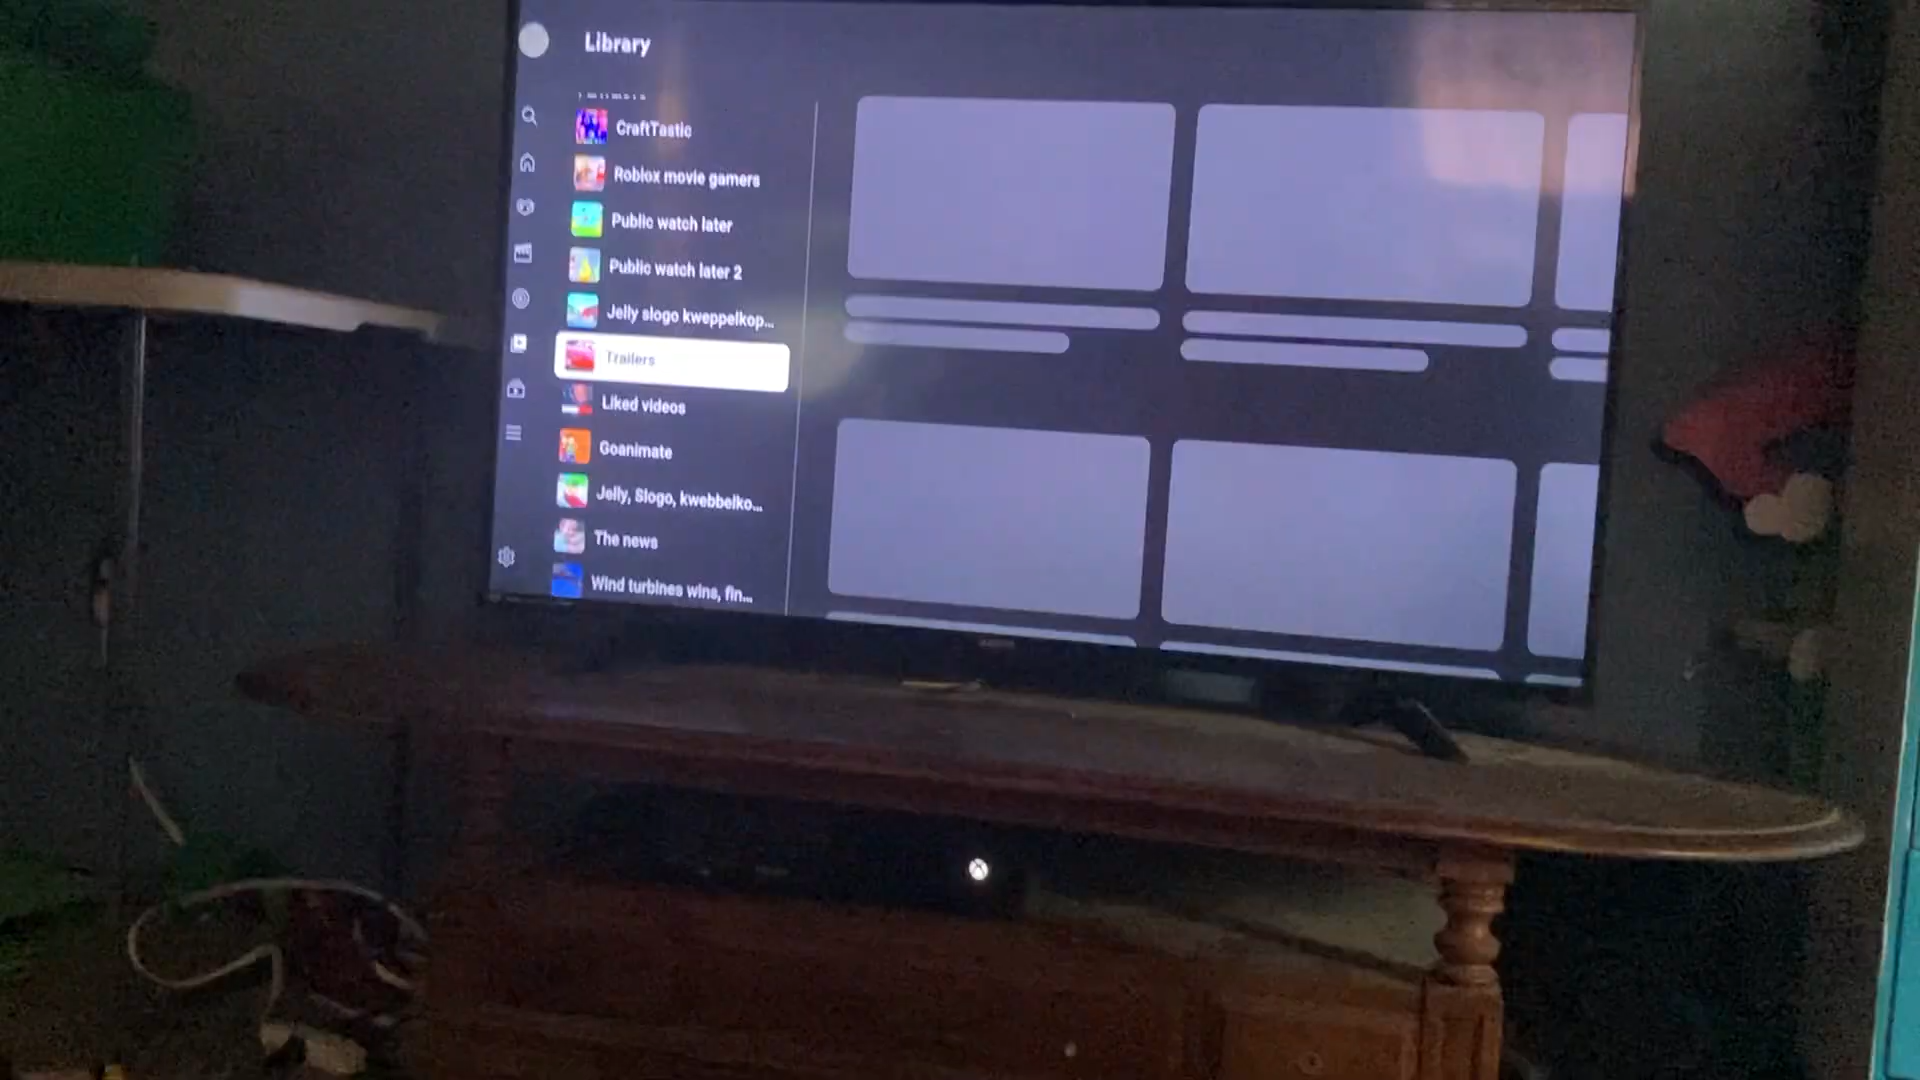 Library
CraftTastic
Roblox movie gamers
Public watch later
Public watch later 2
Jelly slogo kweppelkop...
Trailers
Liked videos
Goanimate
Jelly, Slogo, kwebbelko...
The news
Wind turbines wins, fin...